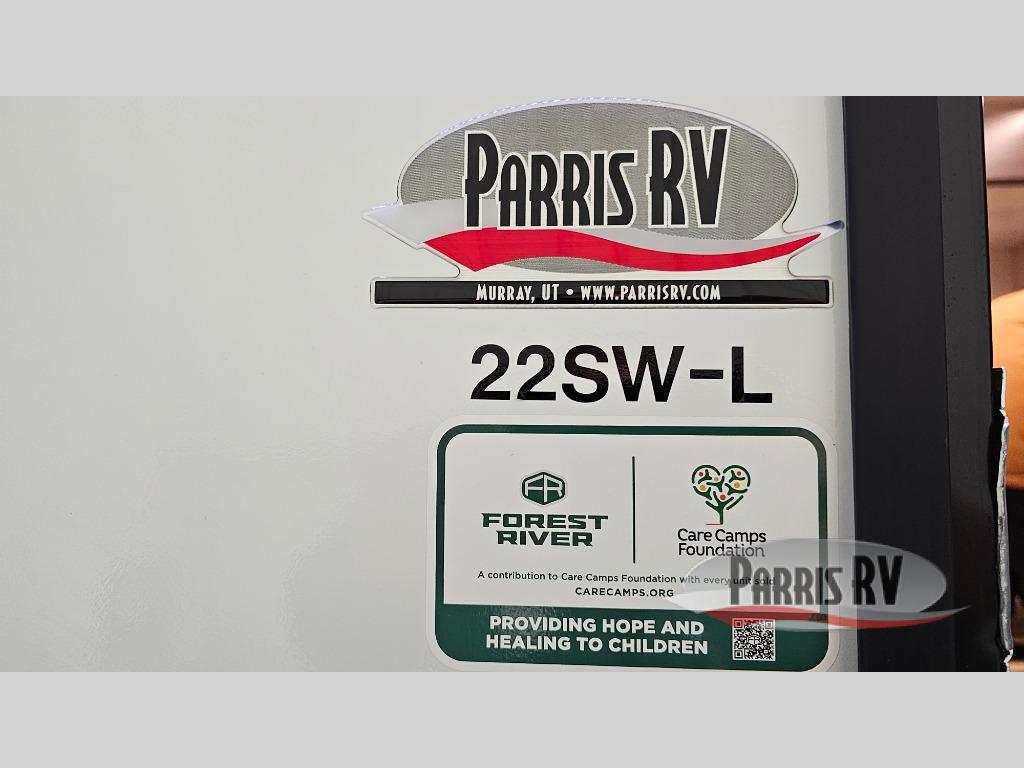 PARRIS RV
MURRAY, UT • WWW.PARRISRV.COM
22SW-L
FR
FOREST
RIVER
Care Camps
Foundation
A contribution to Care Camps Foundation with every unit sold
CARECAMPS.ORG
PROVIDING HOPE AND
HEALING TO CHILDREN
PARRIS RV